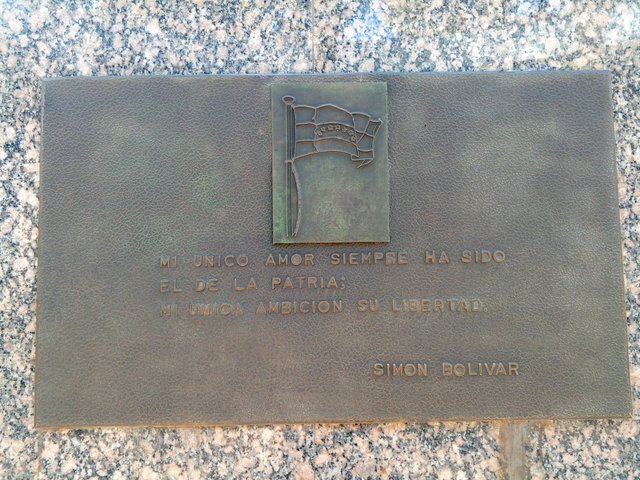 MI UNICO AMOR SIEMPRE HA SIDO
EL DE LA PATRIA;
MI UNICA AMBICION SU LIBERTAD.
SIMON BOLIVAR